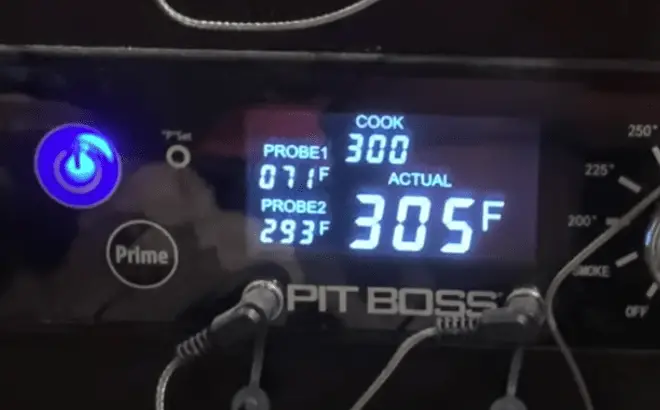 COOK
300
PROBE1
071F
ACTUAL
305F
PROBE2
293F
"P"Set
Prime
PIT BOSS
250°
225°
200°
SMOKE
OFF